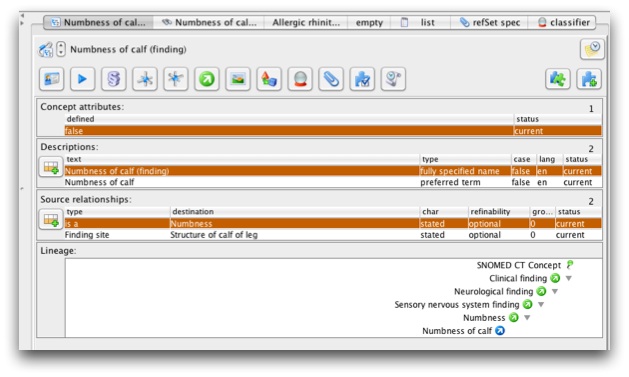 Numbness of cal... Numbness of cal... Allergic rhinit... empty list refSet spec classifier
Numbness of calf (finding)
Concept attributes: 1
defined status
false current
Descriptions: 2
text type case lang status
Numbness of calf (finding) fully specified name false en current
Numbness of calf preferred term false en current
Source relationships: 2
type destination char refinability gro... status
is a Numbness stated optional 0 current
Finding site Structure of calf of leg stated optional 0 current
Lineage:
SNOMED CT Concept
Clinical finding
Neurological finding
Sensory nervous system finding
Numbness
Numbness of calf